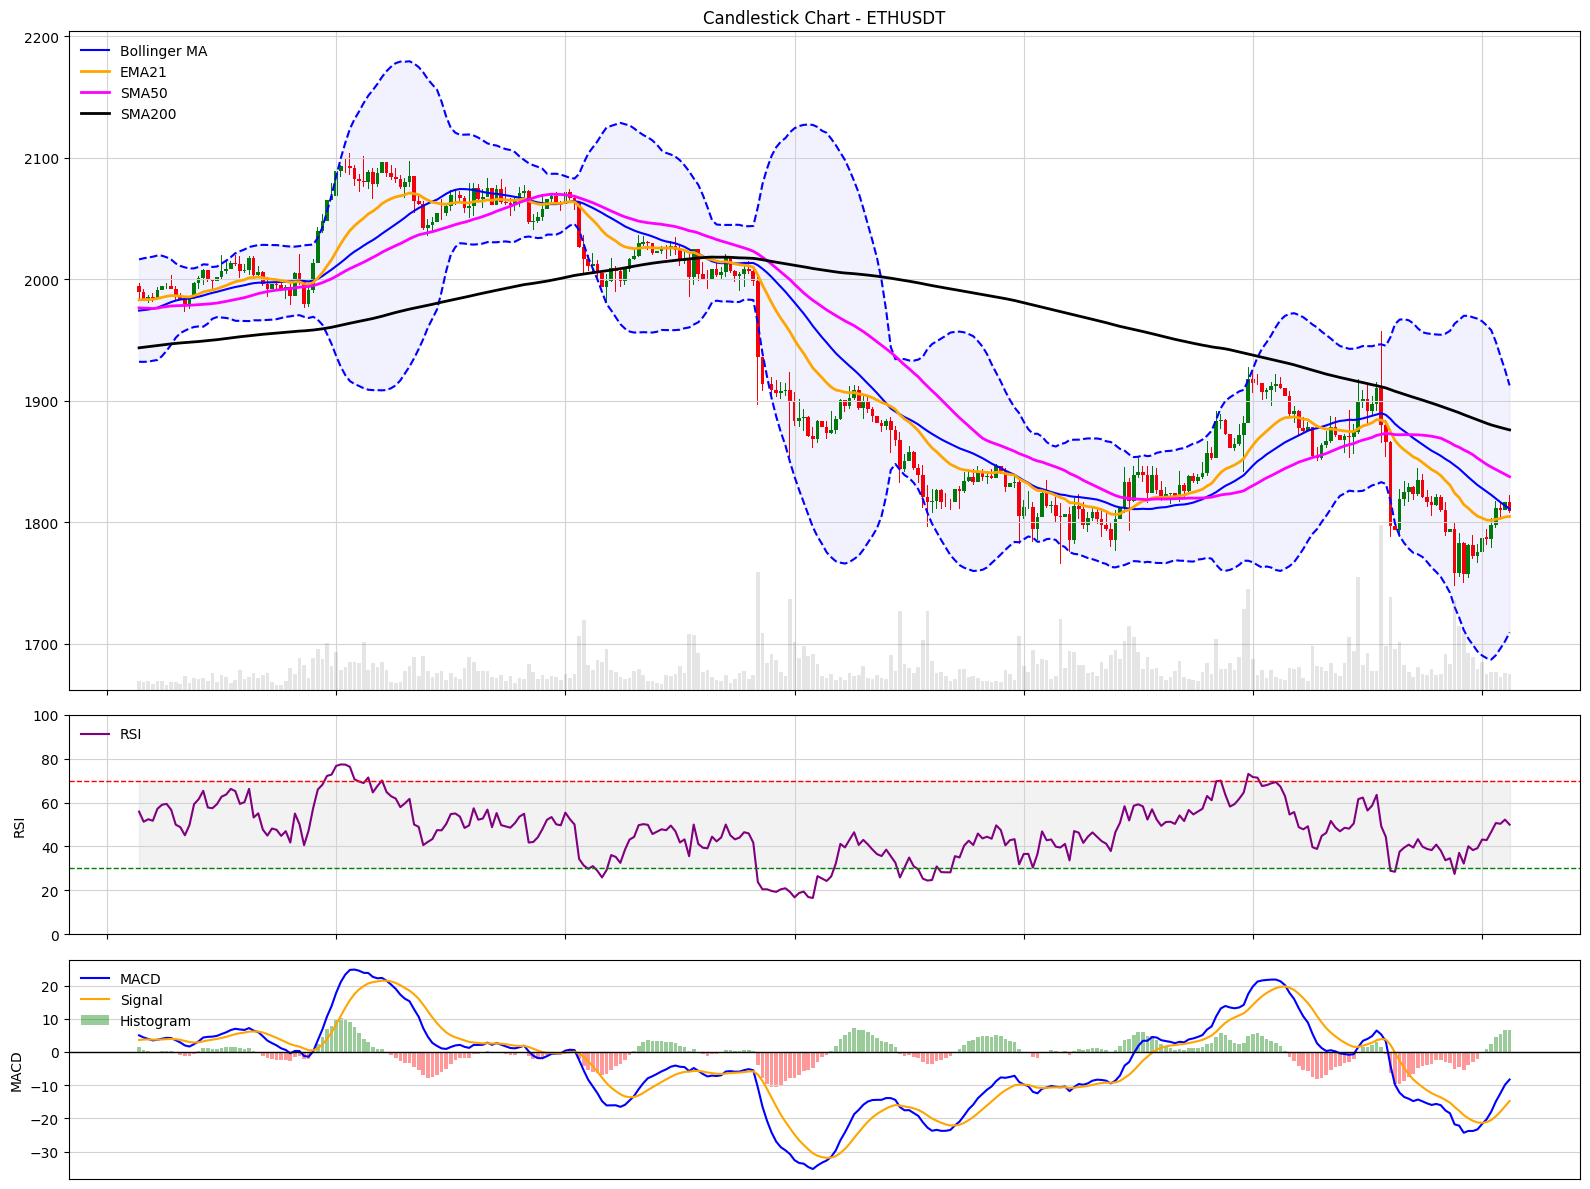 Candlestick Chart - ETHUSDT
2200
2100
2000
1900
1800
1700
Bollinger MA
EMA21
SMA50
SMA200
100
80
60
40
20
0
RSI
RSI
20
10
0
−10
−20
−30
MACD
MACD
Signal
Histogram